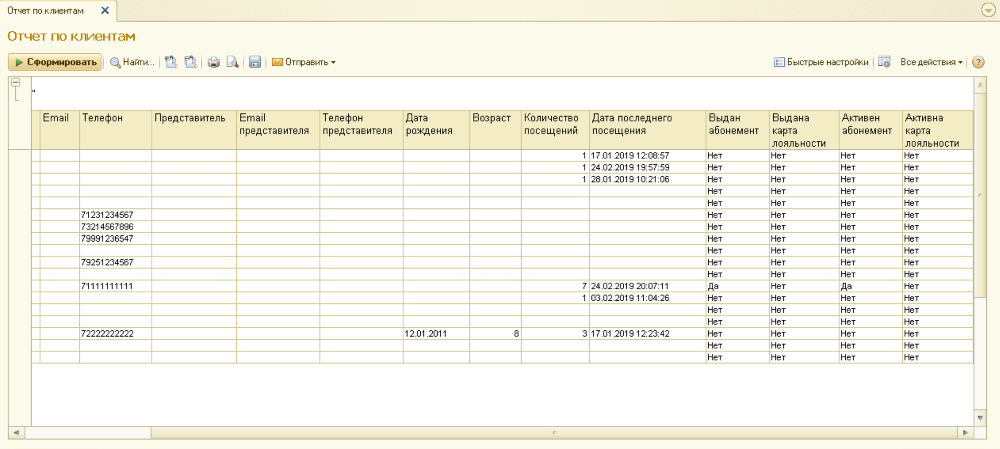 Отчет по клиентам
Отчет по клиентам
Сформировать Найти... Отправить Быстрые настройки Все действия ?
"
Email Телефон Представитель Email представителя Телефон представителя Дата рождения Возраст Количество посещений Дата последнего посещения Выдан абонемент Выдана карта лояльности Активен абонемент Активна карта лояльности
1 17.01.2019 12:08:57 Нет Нет Нет Нет
1 24.02.2019 19:57:59 Нет Нет Нет Нет
1 28.01.2019 10:21:06 Нет Нет Нет Нет
Нет Нет Нет Нет
Нет Нет Нет Нет
71231234567 Нет Нет Нет Нет
73214567896 Нет Нет Нет Нет
79991236547 Нет Нет Нет Нет
Нет Нет Нет Нет
79251234567 Нет Нет Нет Нет
Нет Нет Нет Нет
71111111111 7 24.02.2019 20:07:11 Да Нет Да Нет
1 03.02.2019 11:04:26 Нет Нет Нет Нет
Нет Нет Нет Нет
Нет Нет Нет Нет
72222222222 12.01.2011 8 3 17.01.2019 12:23:42 Нет Нет Нет Нет
Нет Нет Нет Нет
Нет Нет Нет Нет